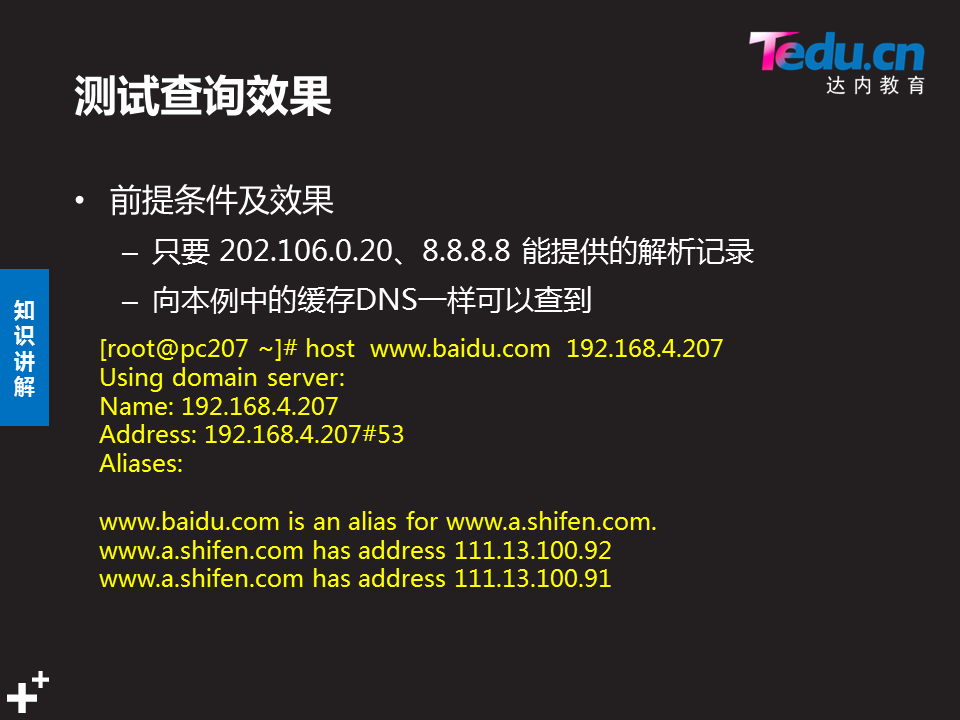 Tedu.cn
达内教育
测试查询效果
• 前提条件及效果
– 只要 202.106.0.20、8.8.8.8 能提供的解析记录
– 向本例中的缓存DNS一样可以查到
知识讲解
[root@pc207 ~]# host  www.baidu.com  192.168.4.207
Using domain server:
Name: 192.168.4.207
Address: 192.168.4.207#53
Aliases:
www.baidu.com is an alias for www.a.shifen.com.
www.a.shifen.com has address 111.13.100.92
www.a.shifen.com has address 111.13.100.91